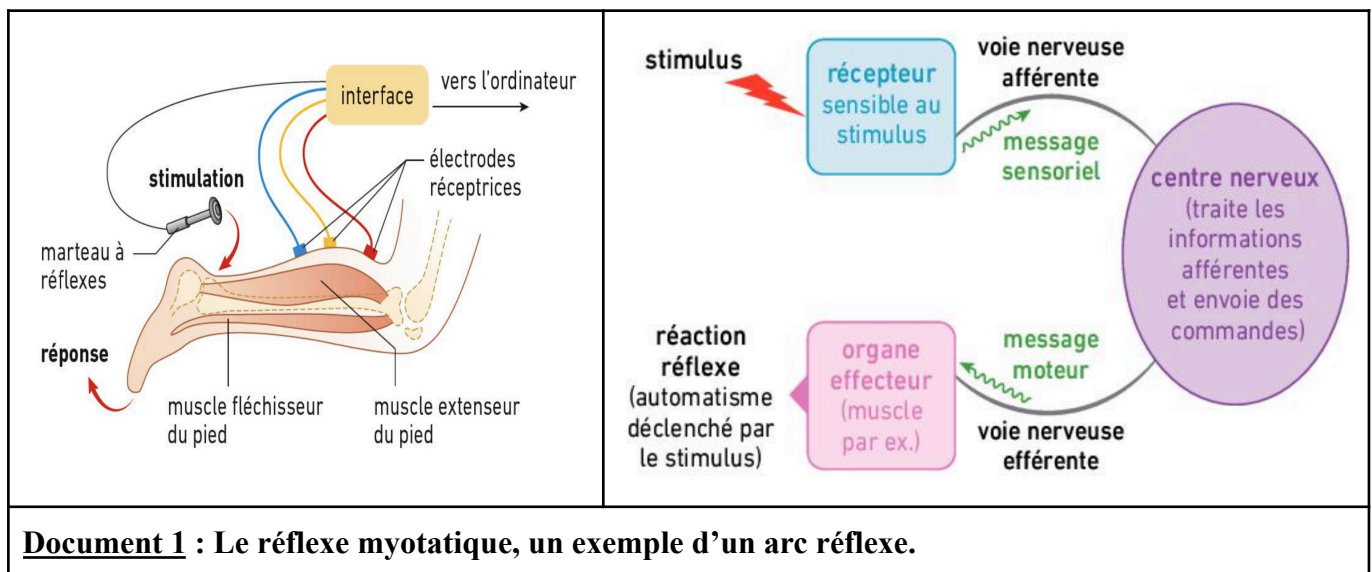 interface
vers l’ordinateur
électrodes
réceptrices
stimulation
marteau à
réflexes
réponse
muscle fléchisseur
du pied
muscle extenseur
du pied
stimulus
récepteur
sensible au
stimulus
voie nerveuse
afférente
message
sensoriel
centre nerveux
(traite les
informations
afférentes
et envoie des
commandes)
réaction
réflexe
(automatisme
déclenché par
le stimulus)
organe
effecteur
(muscle
par ex.)
message
moteur
voie nerveuse
efférente
Document 1 : Le réflexe myotatique, un exemple d’un arc réflexe.